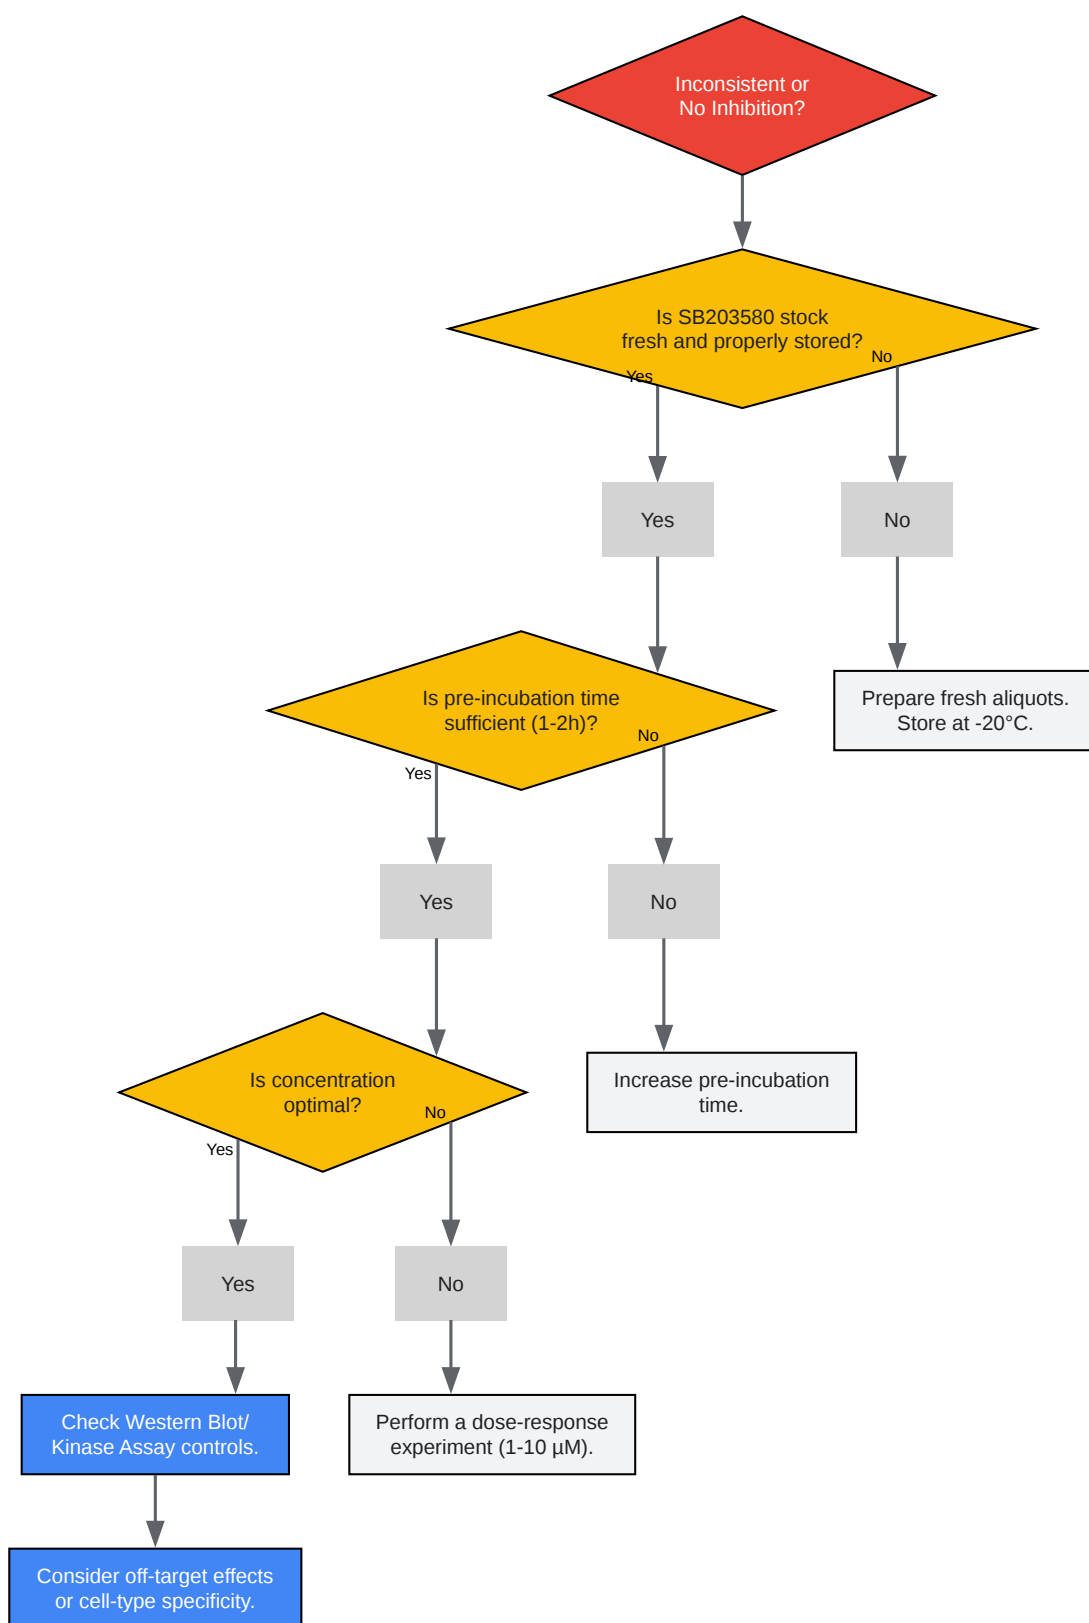 Inconsistent or
No Inhibition?
Is SB203580 stock
fresh and properly stored?
Yes
No
Yes
No
Is pre-incubation time
sufficient (1-2h)?
Prepare fresh aliquots.
Store at -20°C.
Yes
No
Yes
No
Is concentration
optimal?
Increase pre-incubation
time.
Yes
No
Yes
No
Check Western Blot/
Kinase Assay controls.
Perform a dose-response
experiment (1-10 µM).
Consider off-target effects
or cell-type specificity.